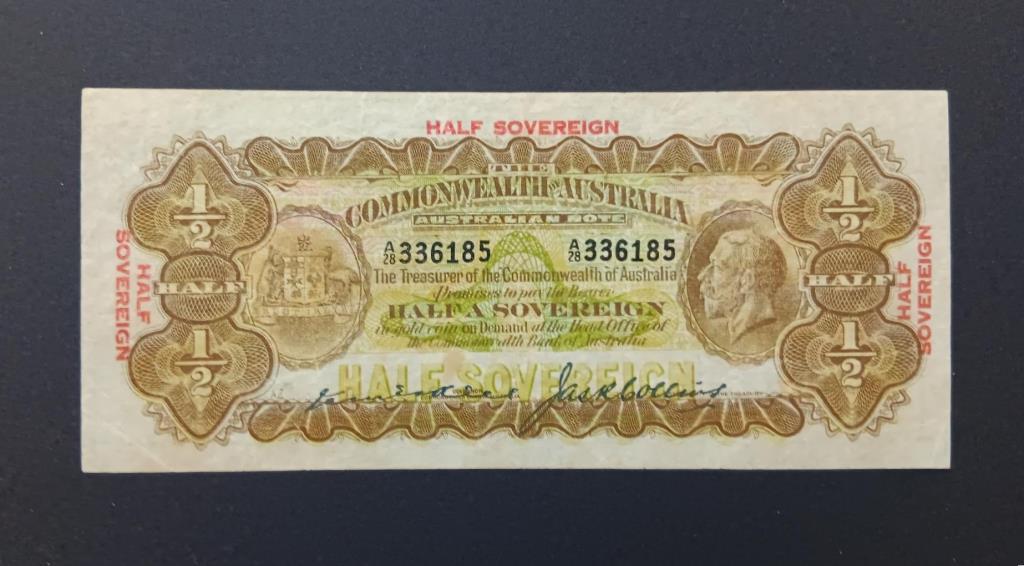 HALF SOVEREIGN
THE
COMMONWEALTH OF AUSTRALIA
AUSTRALIAN NOTE
1/2
1/2
A/28 336185 A/28 336185
The Treasurer of the Commonwealth of Australia
Promises to pay the Bearer
HALF A SOVEREIGN
in gold coin on Demand at the Head Office of
the Commonwealth Bank of Australia
HALF
HALF
HALF SOVEREIGN
HALF SOVEREIGN
1/2
1/2
HALF SOVEREIGN
Jas R Collins